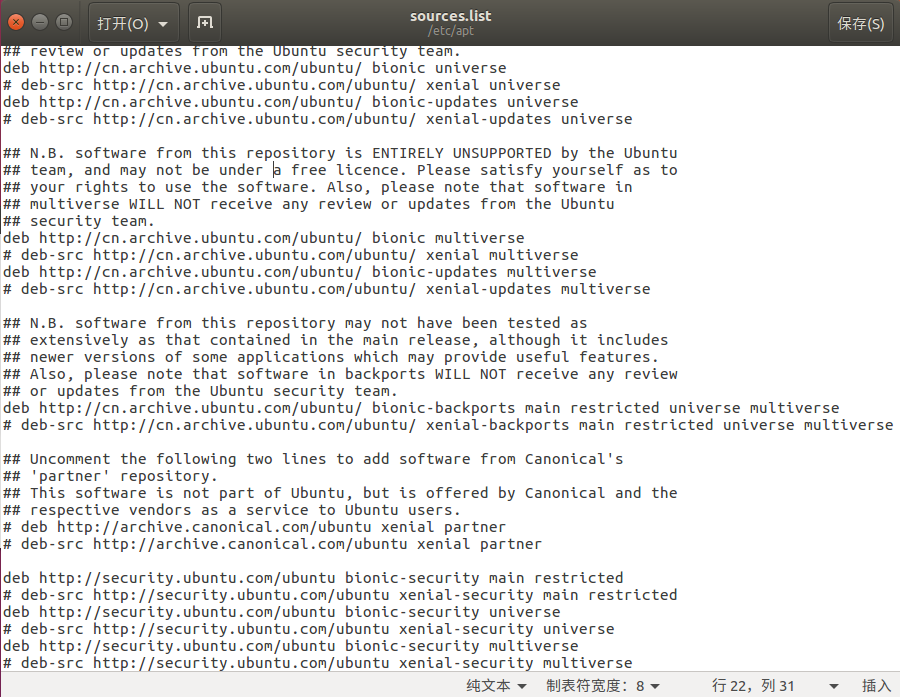 打开(O)
sources.list
/etc/apt
保存(S)
## review or updates from the Ubuntu security team.
deb http://cn.archive.ubuntu.com/ubuntu/ bionic universe
# deb-src http://cn.archive.ubuntu.com/ubuntu/ xenial universe
deb http://cn.archive.ubuntu.com/ubuntu/ bionic-updates universe
# deb-src http://cn.archive.ubuntu.com/ubuntu/ xenial-updates universe
## N.B. software from this repository is ENTIRELY UNSUPPORTED by the Ubuntu
## team, and may not be under a free licence. Please satisfy yourself as to
## your rights to use the software. Also, please note that software in
## multiverse WILL NOT receive any review or updates from the Ubuntu
## security team.
deb http://cn.archive.ubuntu.com/ubuntu/ bionic multiverse
# deb-src http://cn.archive.ubuntu.com/ubuntu/ xenial multiverse
deb http://cn.archive.ubuntu.com/ubuntu/ bionic-updates multiverse
# deb-src http://cn.archive.ubuntu.com/ubuntu/ xenial-updates multiverse
## N.B. software from this repository may not have been tested as
## extensively as that contained in the main release, although it includes
## newer versions of some applications which may provide useful features.
## Also, please note that software in backports WILL NOT receive any review
## or updates from the Ubuntu security team.
deb http://cn.archive.ubuntu.com/ubuntu/ bionic-backports main restricted universe multiverse
# deb-src http://cn.archive.ubuntu.com/ubuntu/ xenial-backports main restricted universe multiverse
## Uncomment the following two lines to add software from Canonical's
## 'partner' repository.
## This software is not part of Ubuntu, but is offered by Canonical and the
## respective vendors as a service to Ubuntu users.
# deb http://archive.canonical.com/ubuntu xenial partner
# deb-src http://archive.canonical.com/ubuntu xenial partner
deb http://security.ubuntu.com/ubuntu bionic-security main restricted
# deb-src http://security.ubuntu.com/ubuntu xenial-security main restricted
deb http://security.ubuntu.com/ubuntu bionic-security universe
# deb-src http://security.ubuntu.com/ubuntu xenial-security universe
deb http://security.ubuntu.com/ubuntu bionic-security multiverse
# deb-src http://security.ubuntu.com/ubuntu xenial-security multiverse
纯文本 制表符宽度：8 行 22，列 31 插入